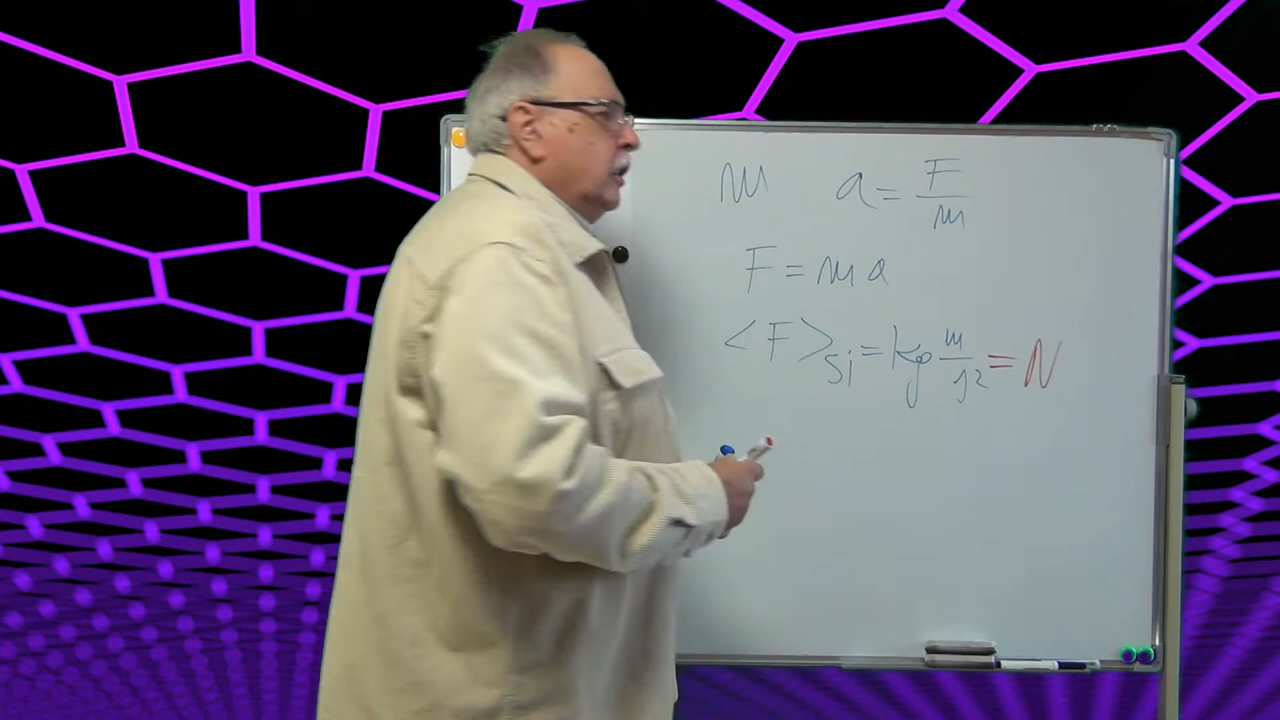 m a = F/m
F = m a
<F>si = kg m/s² = N